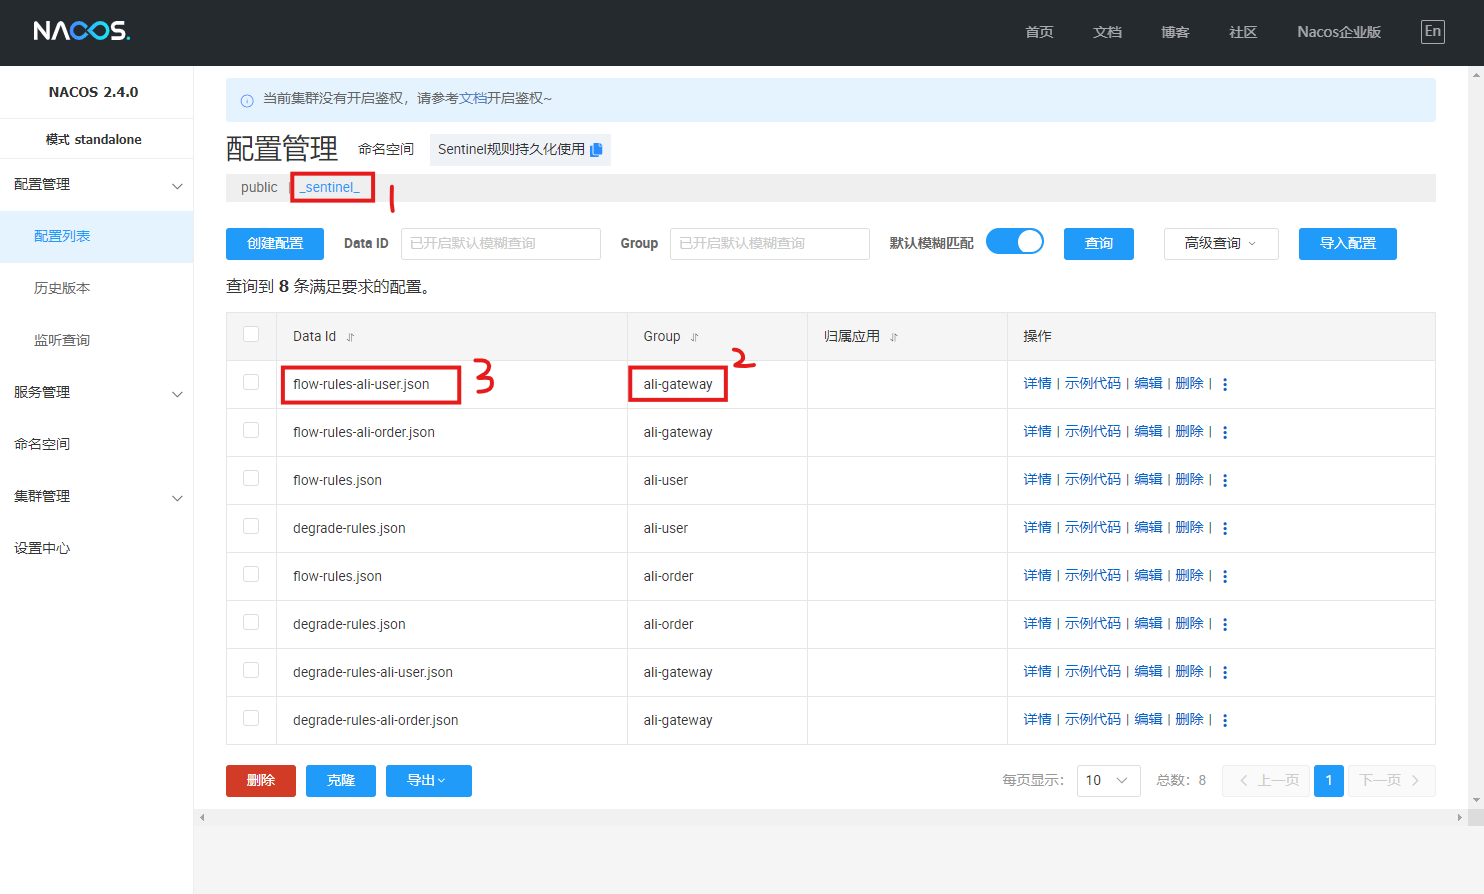 NACOS.
首页 文档 博客 社区 Nacos企业版 En
NACOS 2.4.0
模式 standalone
配置管理
配置列表
历史版本
监听查询
服务管理
命名空间
集群管理
设置中心
当前集群没有开启鉴权，请参考文档开启鉴权~
配置管理 命名空间 Sentinel规则持久化使用
public | _sentinel_ 1
创建配置 Data ID 已开启默认模糊查询 Group 已开启默认模糊查询 默认模糊匹配 查询 高级查询 导入配置
查询到 8 条满足要求的配置。
Data Id Group 归属应用 操作
flow-rules-ali-user.json 3 ali-gateway 2 详情 | 示例代码 | 编辑 | 删除 |
flow-rules-ali-order.json ali-gateway 详情 | 示例代码 | 编辑 | 删除 |
flow-rules.json ali-user 详情 | 示例代码 | 编辑 | 删除 |
degrade-rules.json ali-user 详情 | 示例代码 | 编辑 | 删除 |
flow-rules.json ali-order 详情 | 示例代码 | 编辑 | 删除 |
degrade-rules.json ali-order 详情 | 示例代码 | 编辑 | 删除 |
degrade-rules-ali-user.json ali-gateway 详情 | 示例代码 | 编辑 | 删除 |
degrade-rules-ali-order.json ali-gateway 详情 | 示例代码 | 编辑 | 删除 |
删除 克隆 导出 每页显示： 10 总数：8 上一页 1 下一页